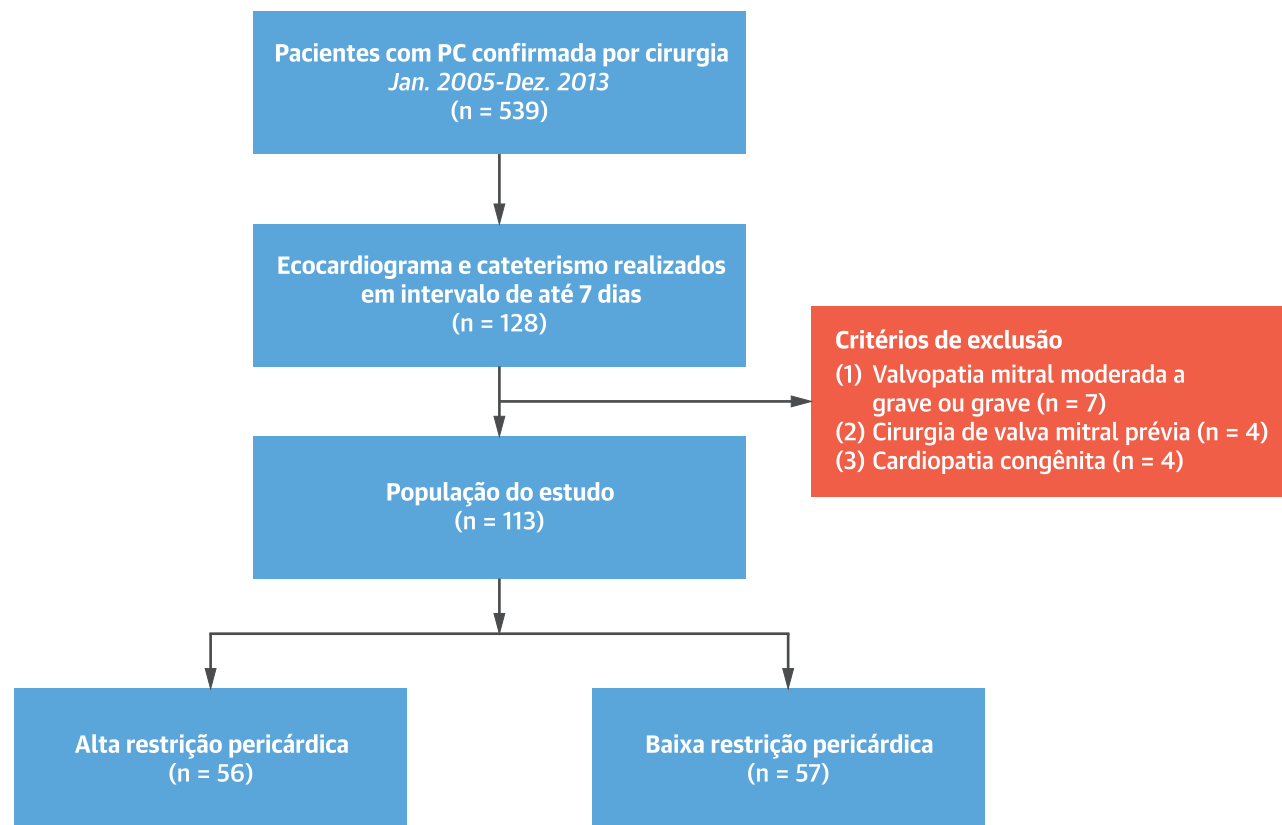 Pacientes com PC confirmada por cirurgia
Jan. 2005-Dez. 2013
(n = 539)
Ecocardiograma e cateterismo realizados
em intervalo de até 7 dias
(n = 128)
Critérios de exclusão
(1) Valvopatia mitral moderada a
grave ou grave (n = 7)
(2) Cirurgia de valva mitral prévia (n = 4)
(3) Cardiopatia congênita (n = 4)
População do estudo
(n = 113)
Alta restrição pericárdica
(n = 56)
Baixa restrição pericárdica
(n = 57)